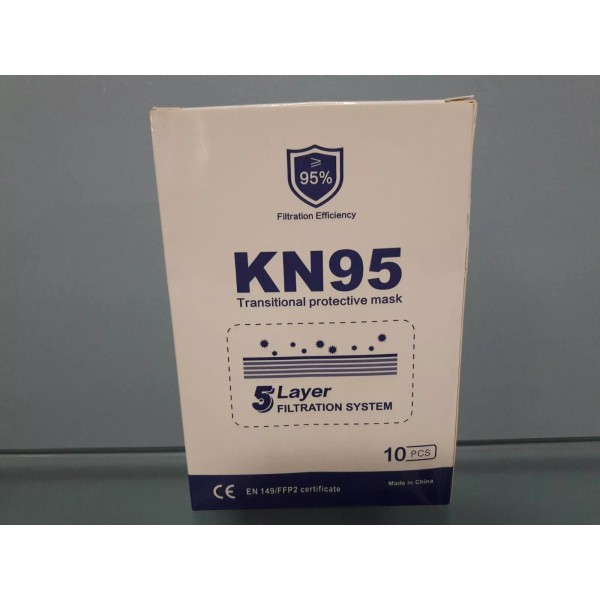 ≥
95%
Filtration Efficiency
KN95
Transitional protective mask
5 Layer
FILTRATION SYSTEM
10 PCS
CE EN 149/FFP2 certificate
Made in China